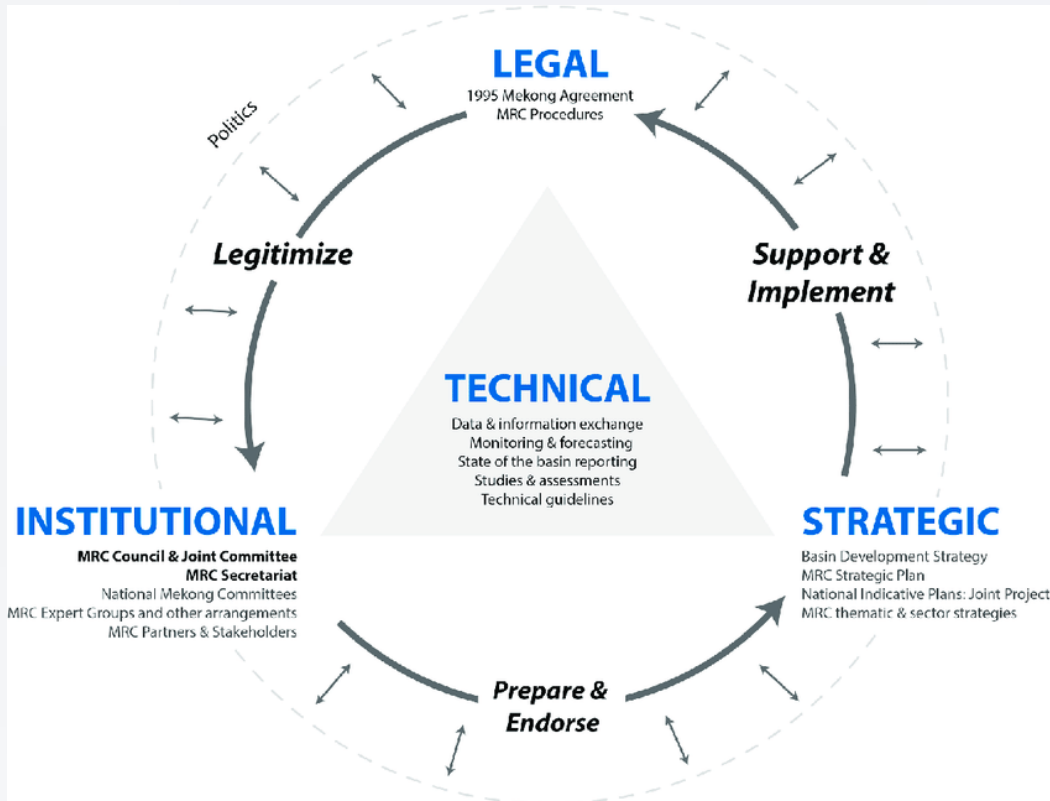 LEGAL
1995 Mekong Agreement
MRC Procedures
Politics
Legitimize
Support &
Implement
TECHNICAL
Data & information exchange
Monitoring & forecasting
State of the basin reporting
Studies & assessments
Technical guidelines
INSTITUTIONAL
MRC Council & Joint Committee
MRC Secretariat
National Mekong Committees
MRC Expert Groups and other arrangements
MRC Partners & Stakeholders
STRATEGIC
Basin Development Strategy
MRC Strategic Plan
National Indicative Plans: Joint Project
MRC thematic & sector strategies
Prepare &
Endorse